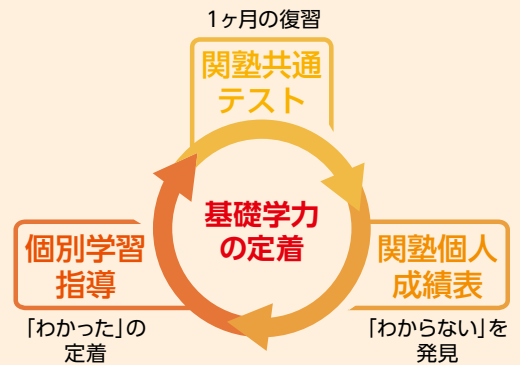 1ヶ月の復習
関塾共通
テスト
基礎学力
の定着
個別学習
指導
「わかった」の
定着
関塾個人
成績表
「わからない」を
発見